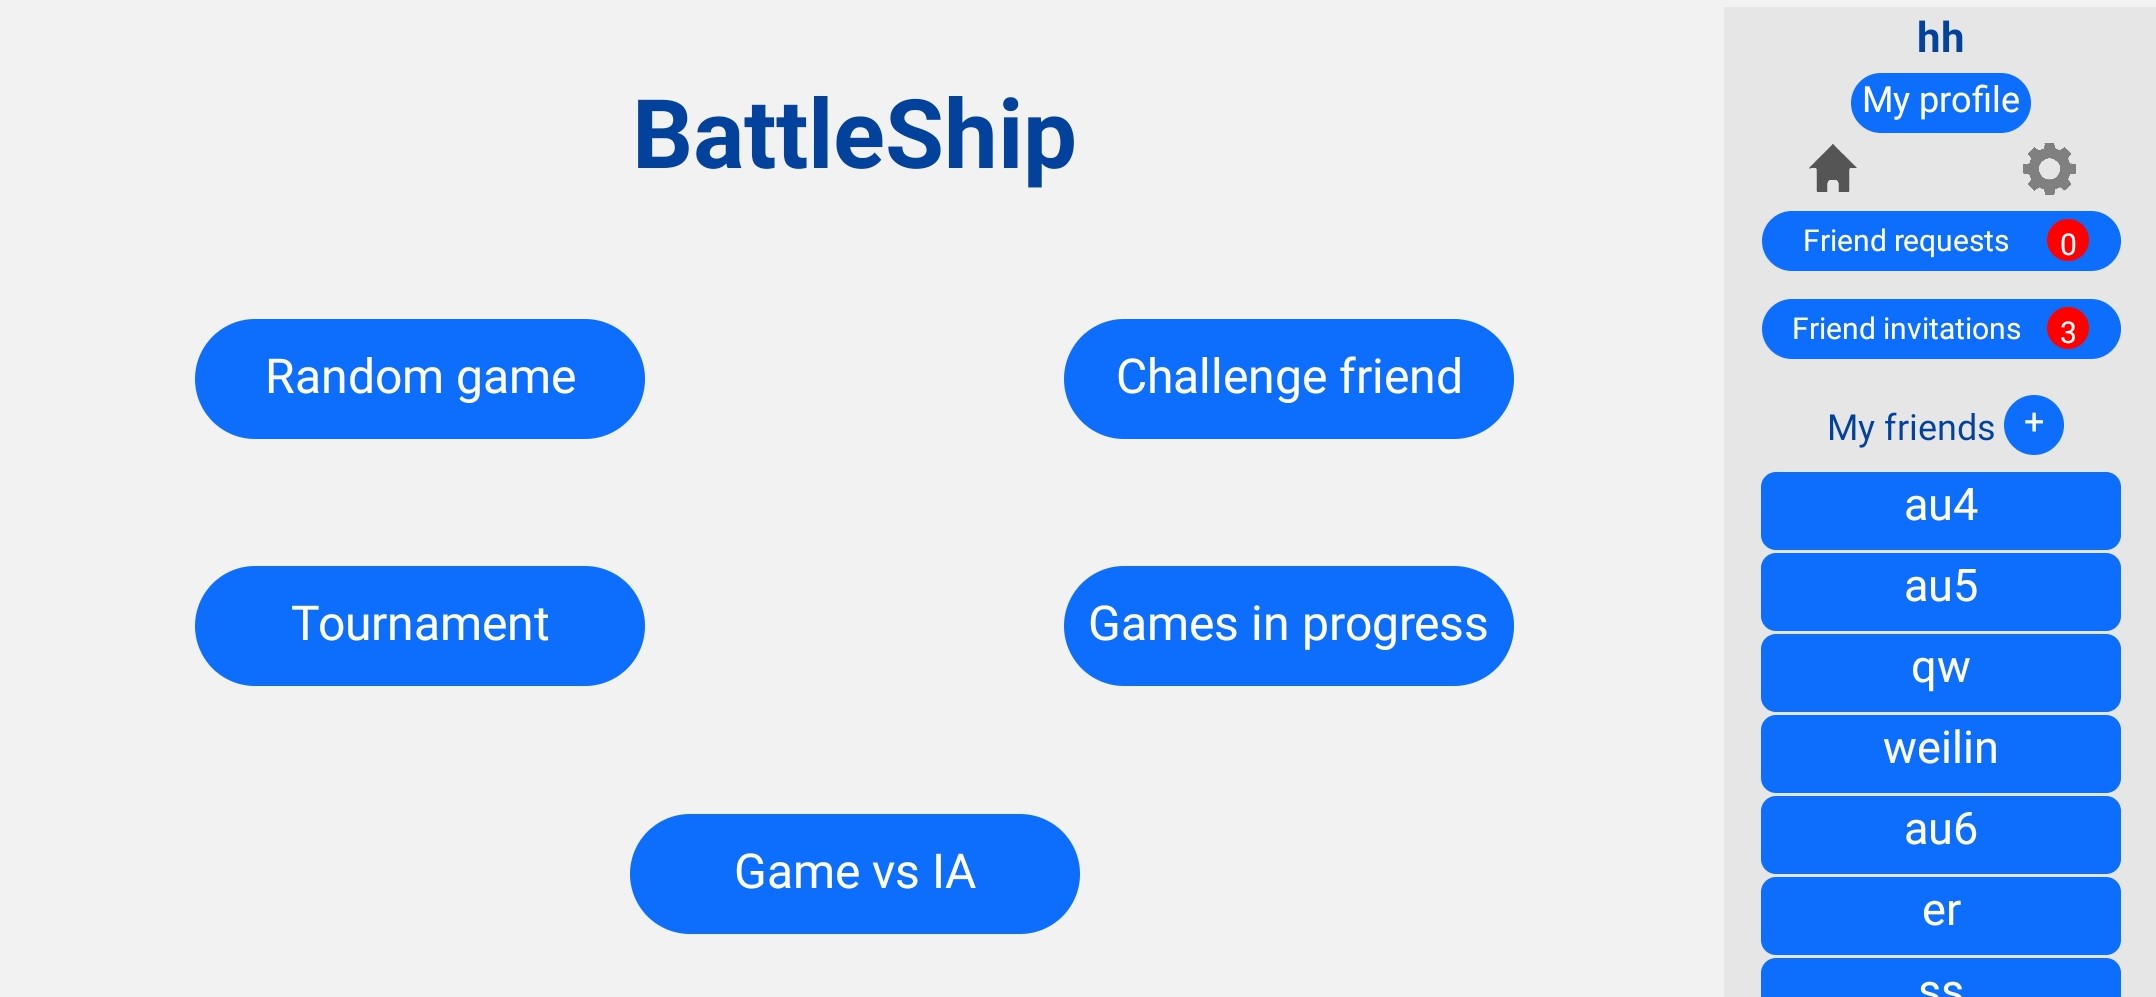 BattleShip
Random game
Challenge friend
Tournament
Games in progress
Game vs IA
hh
My profile
Friend requests 0
Friend invitations 3
My friends +
au4
au5
qw
weilin
au6
er
ss